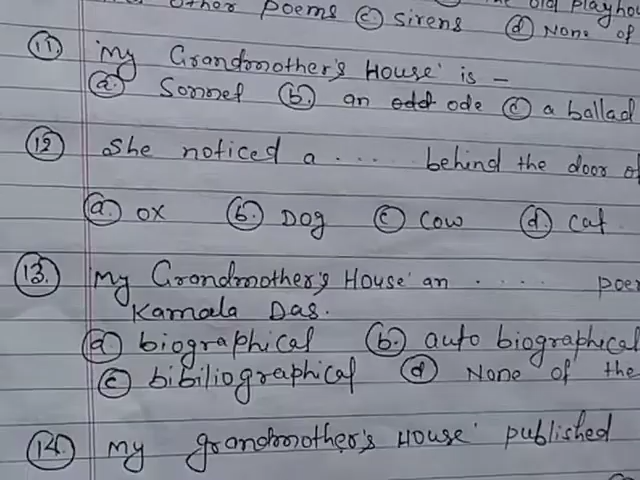 Other poems (c) sirens (d) None of
(11) My Grandmother's House' is -
(a.) Sonnet (b.) an odd ode (c) a ballad
(12) She noticed a .... behind the door of
(a.) ox (b.) Dog (c) cow (d.) cat.
(13.) My Grandmother's House' an .... poem
Kamala Das.
(a) biographical (b.) auto biographical
(c) bibiliographical (d) None of the
(14.) My grandmother's House' published